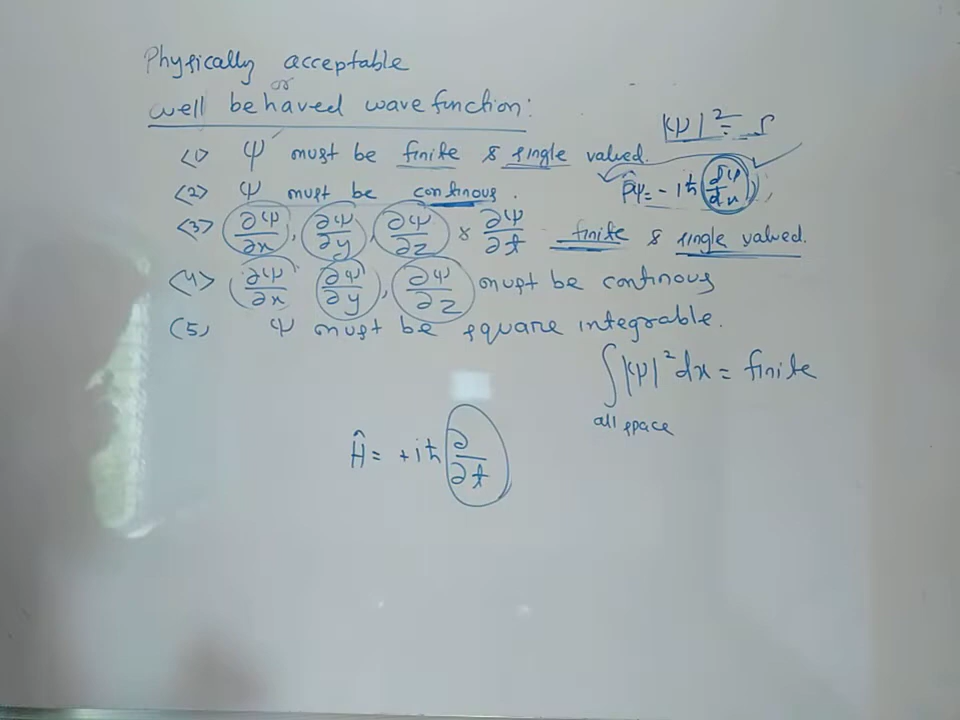 Physically acceptable
or
well behaved wave function:
|ψ|² = ρ
<1> ψ must be finite & single valued.
p̂ψ = -iħ (dψ/dx)
<2> ψ must be continous.
<3> ∂ψ/∂x, ∂ψ/∂y, ∂ψ/∂z & ∂ψ/∂t finite & single valued.
<4> ∂ψ/∂x ∂ψ/∂y, ∂ψ/∂z must be continous
(5) ψ must be square integrable.
∫ |ψ|² dx = finite
all space
Ĥ = +iħ ∂/∂t